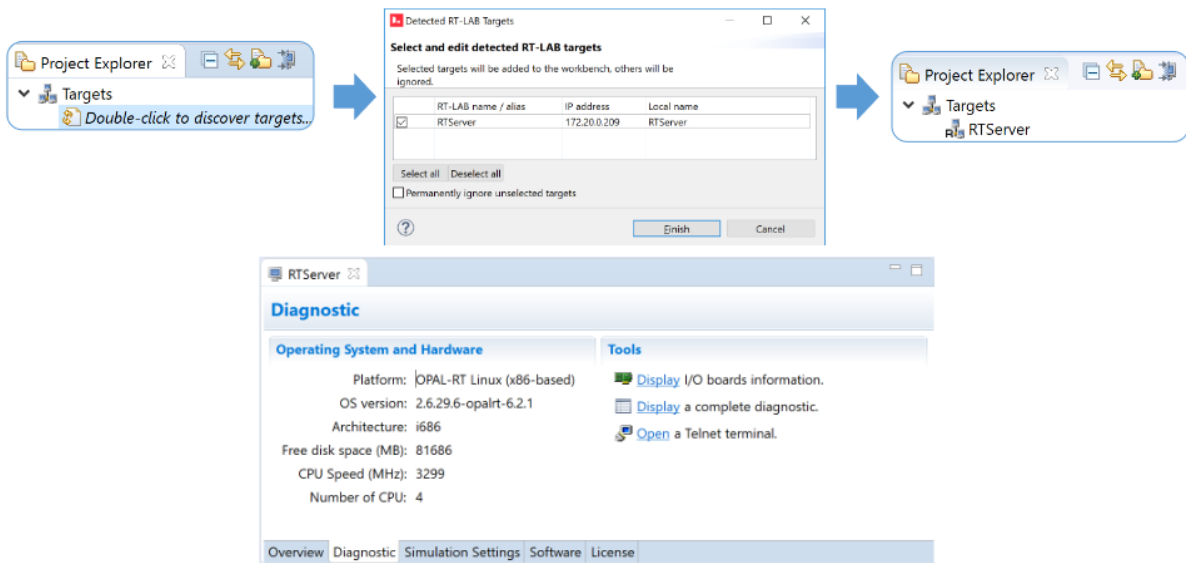 Project Explorer
Targets
Double-click to discover targets...
Detected RT-LAB Targets
Select and edit detected RT-LAB targets
Selected targets will be added to the workbench, others will be
ignored.
RT-LAB name / alias IP address Local name
RTServer 172.20.0.209 RTServer
Select all Deselect all
Permanently ignore unselected targets
? Finish Cancel
Project Explorer
Targets
RTServer
RTServer
Diagnostic
Operating System and Hardware
Platform: OPAL-RT Linux (x86-based)
OS version: 2.6.29.6-opalrt-6.2.1
Architecture: i686
Free disk space (MB): 81686
CPU Speed (MHz): 3299
Number of CPU: 4
Tools
Display I/O boards information.
Display a complete diagnostic.
Open a Telnet terminal.
Overview Diagnostic Simulation Settings Software License